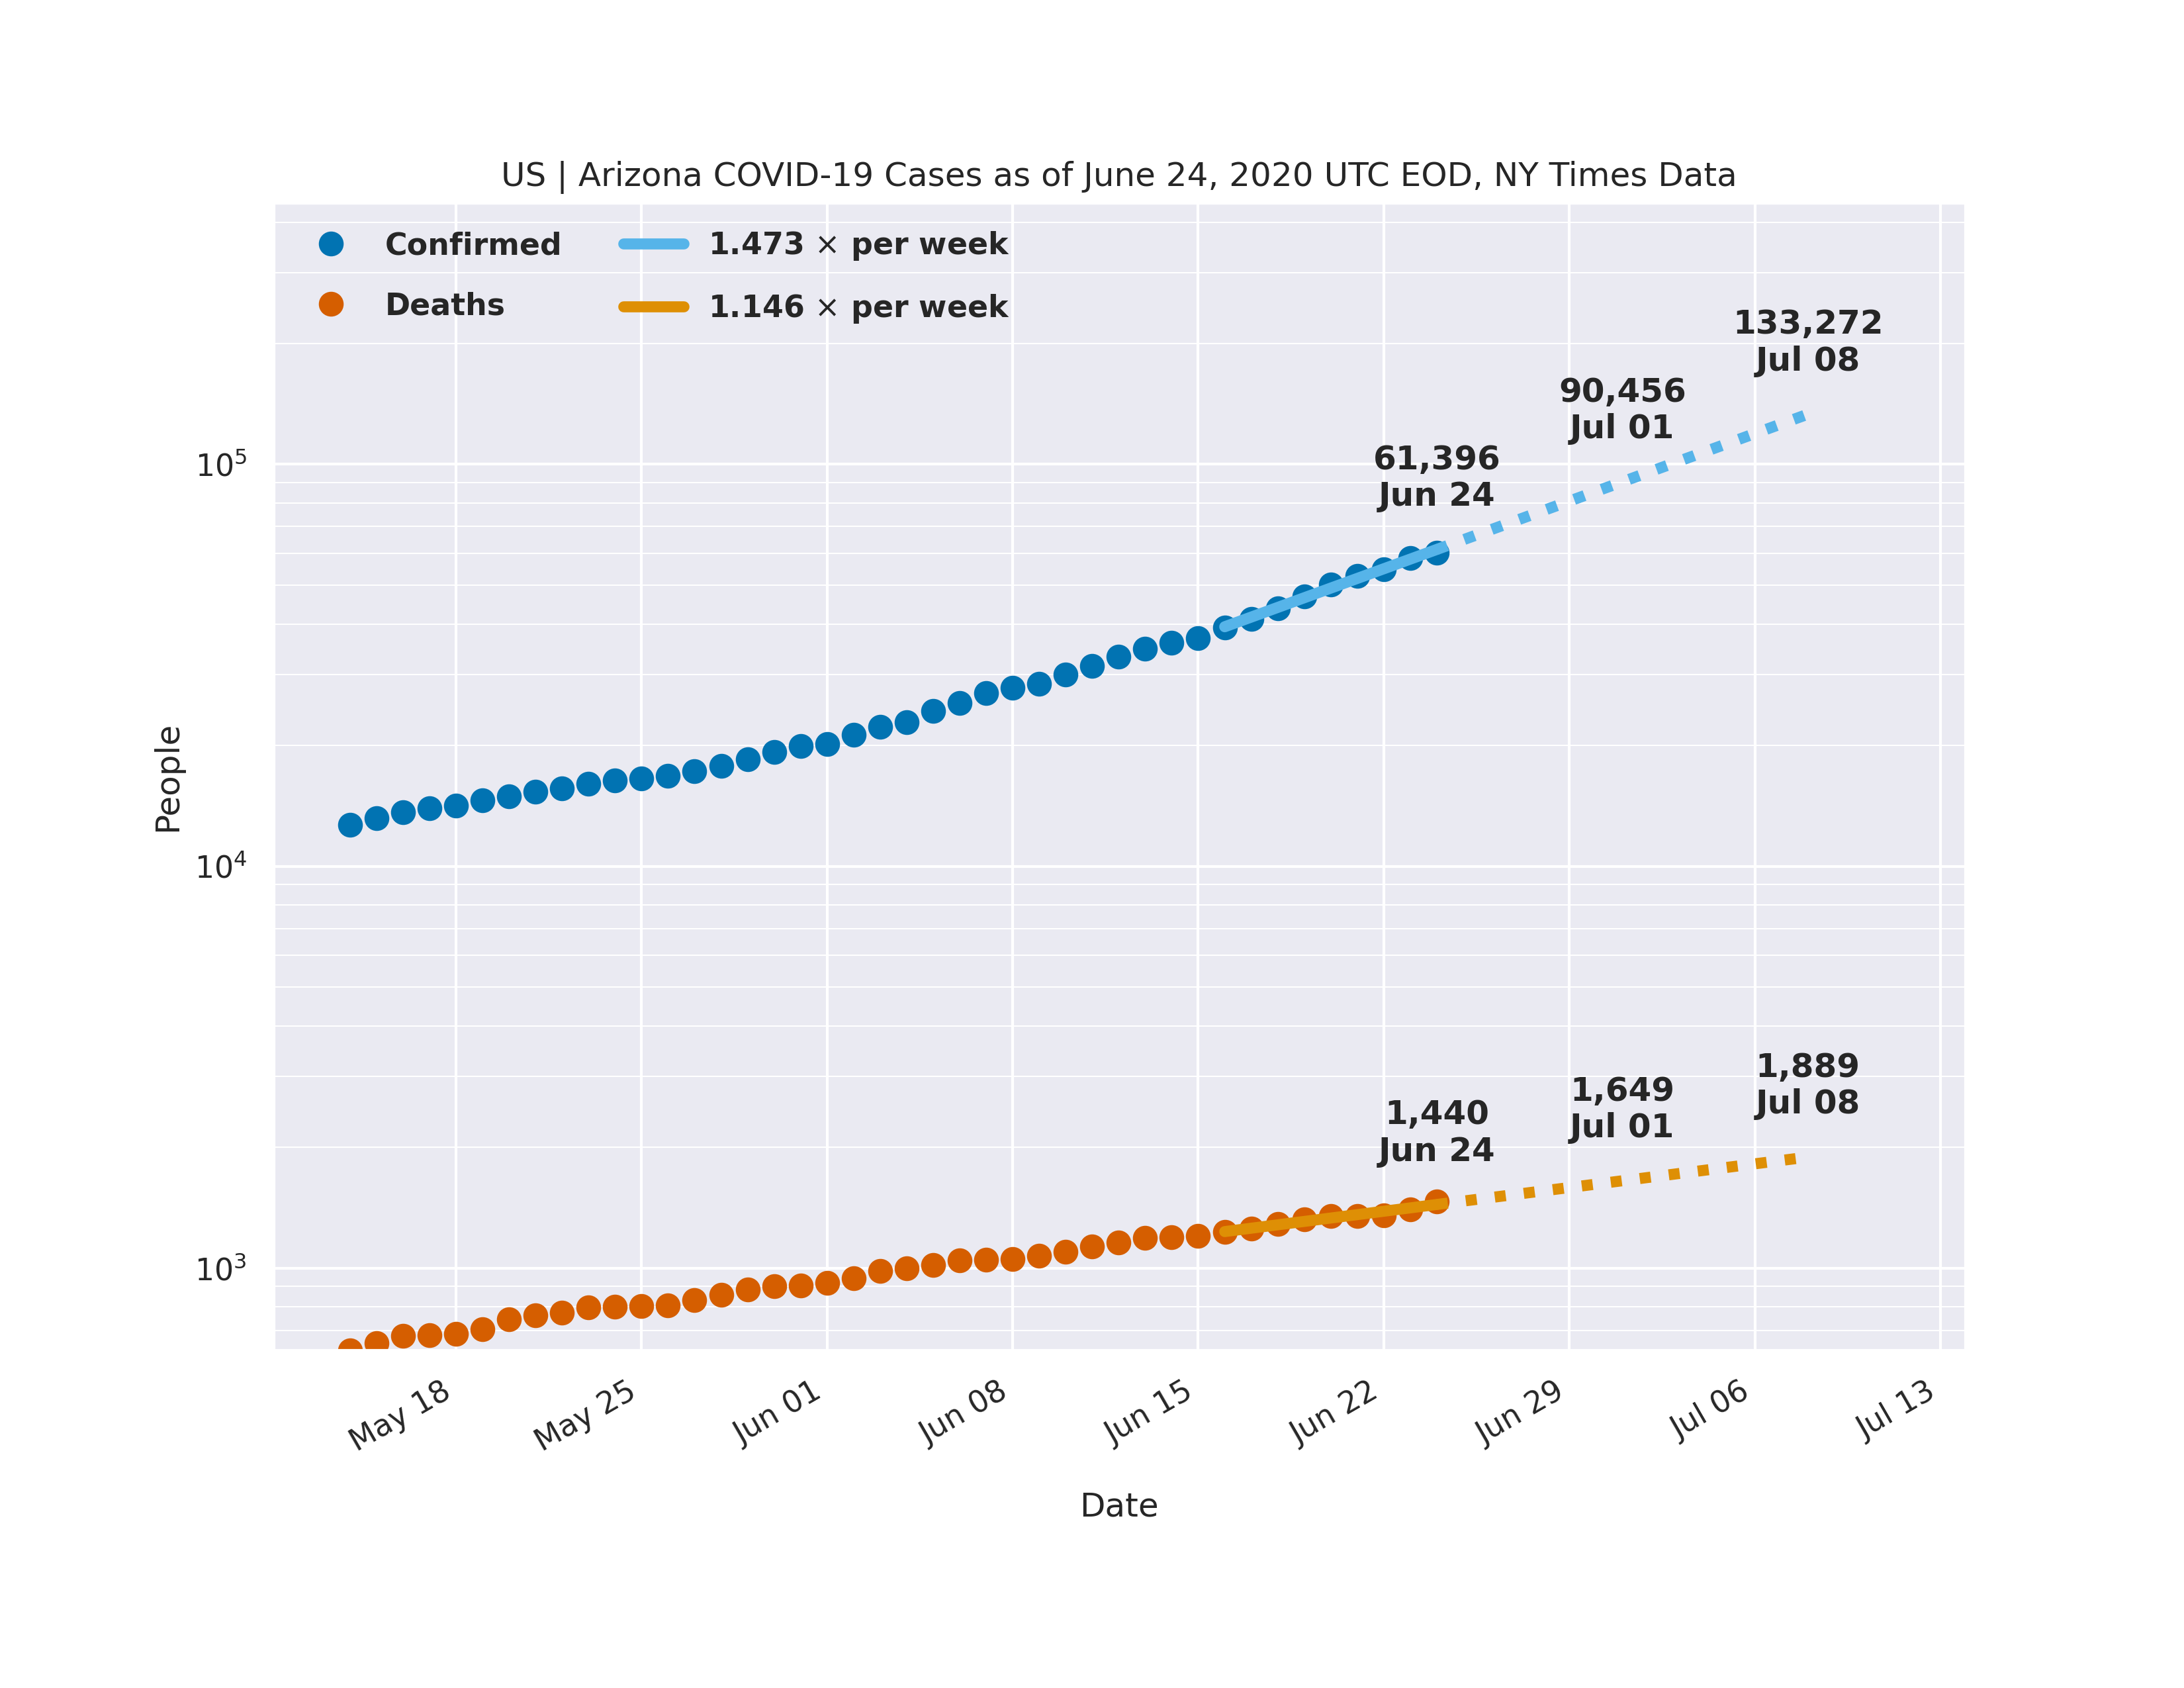 US | Arizona COVID-19 Cases as of June 24, 2020 UTC EOD, NY Times Data
Confirmed
Deaths
1.473 × per week
1.146 × per week
133,272
Jul 08
90,456
Jul 01
61,396
Jun 24
1,889
Jul 08
1,649
Jul 01
1,440
Jun 24
People
10⁵
10⁴
10³
May 18
May 25
Jun 01
Jun 08
Jun 15
Jun 22
Jun 29
Jul 06
Jul 13
Date